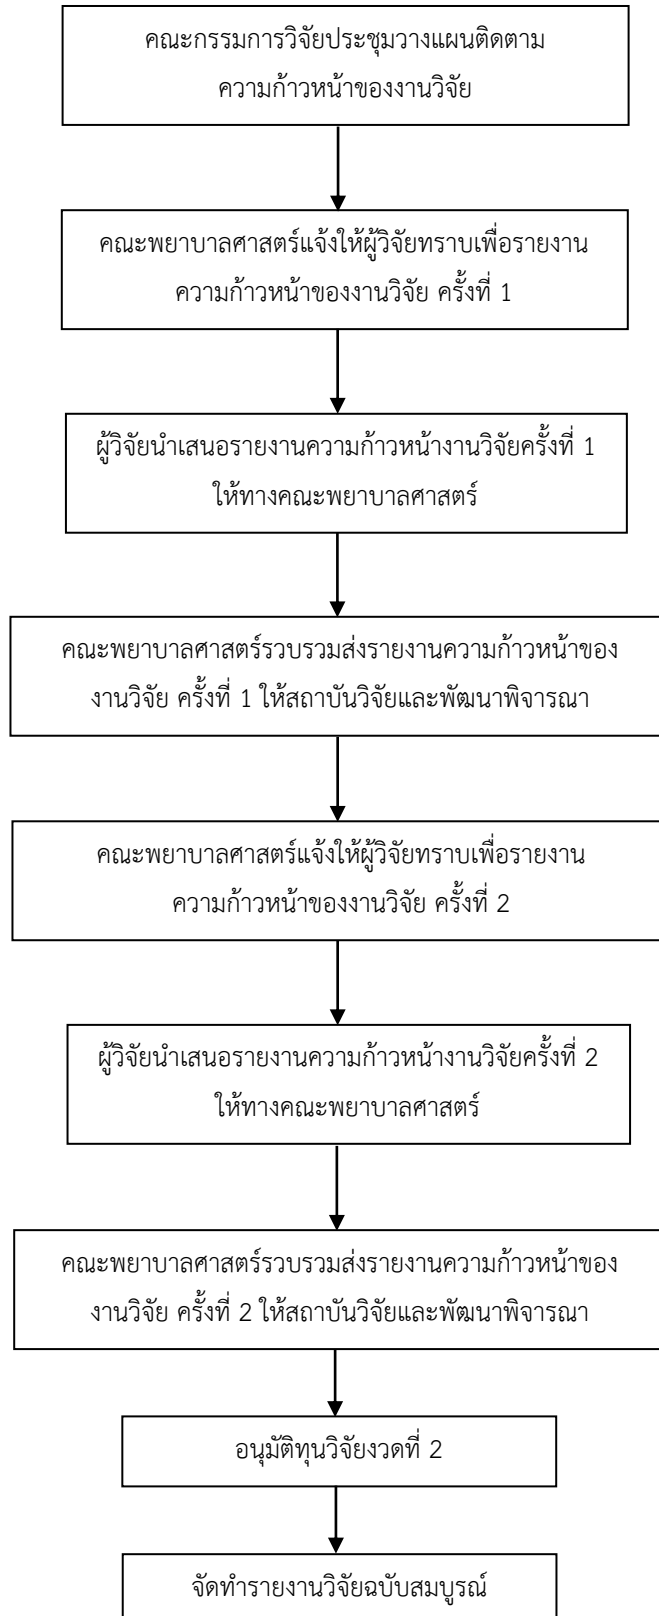 คณะกรรมการวิจัยประชุมวางแผนติดตาม
ความก้าวหน้าของงานวิจัย
คณะพยาบาลศาสตร์แจ้งให้ผู้วิจัยทราบเพื่อรายงาน
ความก้าวหน้าของงานวิจัย ครั้งที่ 1
ผู้วิจัยนำเสนอรายงานความก้าวหน้างานวิจัยครั้งที่ 1
ให้ทางคณะพยาบาลศาสตร์
คณะพยาบาลศาสตร์รวบรวมส่งรายงานความก้าวหน้าของ
งานวิจัย ครั้งที่ 1 ให้สถาบันวิจัยและพัฒนาพิจารณา
คณะพยาบาลศาสตร์แจ้งให้ผู้วิจัยทราบเพื่อรายงาน
ความก้าวหน้าของงานวิจัย ครั้งที่ 2
ผู้วิจัยนำเสนอรายงานความก้าวหน้างานวิจัยครั้งที่ 2
ให้ทางคณะพยาบาลศาสตร์
คณะพยาบาลศาสตร์รวบรวมส่งรายงานความก้าวหน้าของ
งานวิจัย ครั้งที่ 2 ให้สถาบันวิจัยและพัฒนาพิจารณา
อนุมัติทุนวิจัยงวดที่ 2
จัดทำรายงานวิจัยฉบับสมบูรณ์